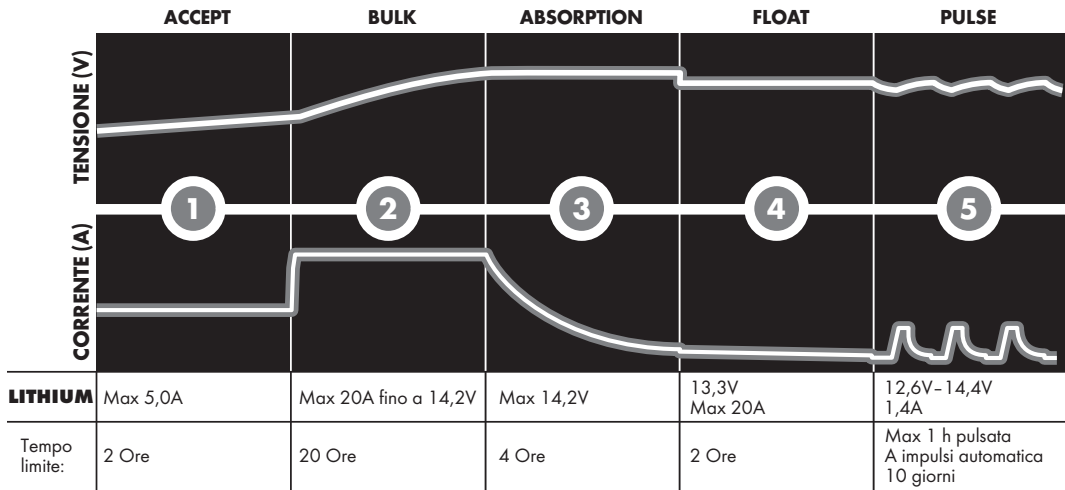 ACCEPT BULK ABSORPTION FLOAT PULSE
TENSIONE (V)
1 2 3 4 5
CORRENTE (A)
LITHIUM Max 5,0A Max 20A fino a 14,2V Max 14,2V 13,3V 12,6V–14,4V
Max 20A 1,4A
Tempo limite: 2 Ore 20 Ore 4 Ore 2 Ore Max 1 h pulsata
A impulsi automatica
10 giorni